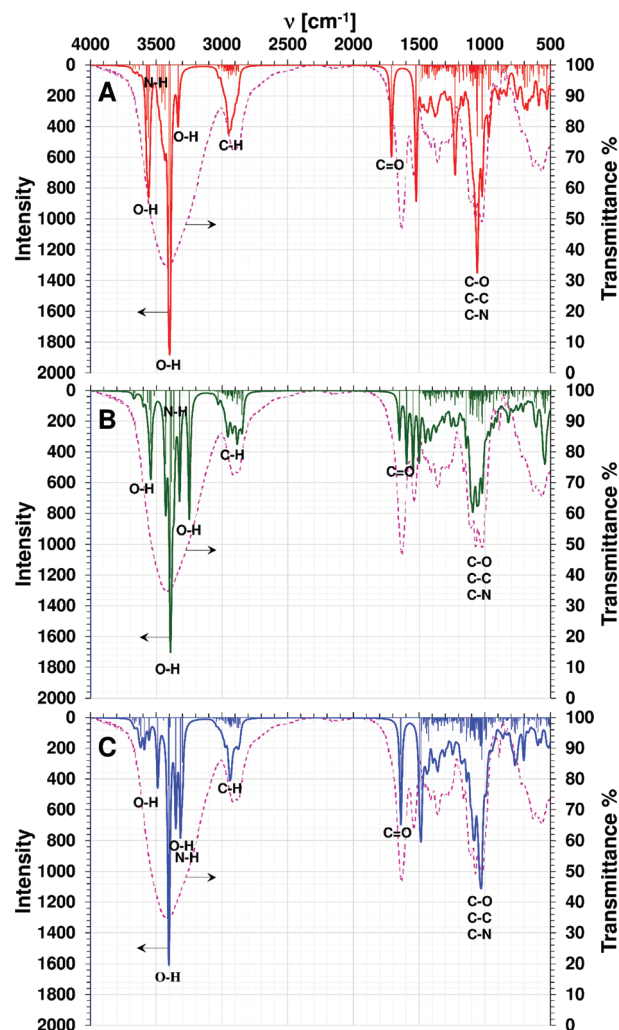 ν [cm⁻¹]
4000 3500 3000 2500 2000 1500 1000 500
A
Intensity
0
200
400
600
800
1000
1200
1400
1600
1800
2000
N-H
O-H
C-H
O-H
O-H
C=O
C-O
C-C
C-N
100
90
80
70
60
50
40
30
20
10
0
Transmittance %
B
Intensity
0
200
400
600
800
1000
1200
1400
1600
1800
2000
N-H
C-H
O-H
O-H
O-H
C=O
C-O
C-C
C-N
100
90
80
70
60
50
40
30
20
10
0
Transmittance %
C
Intensity
0
200
400
600
800
1000
1200
1400
1600
1800
2000
C-H
O-H
O-H
N-H
O-H
C=O
C-O
C-C
C-N
100
90
80
70
60
50
40
30
20
10
0
Transmittance %